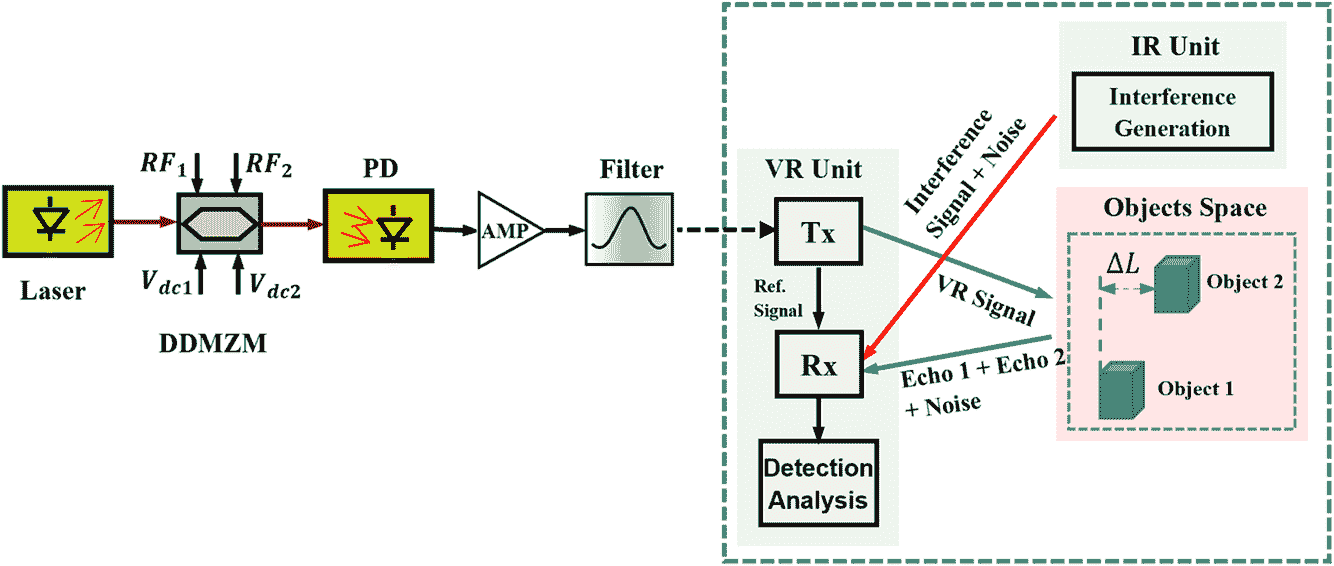 Laser
RF1
RF2
Vdc1
Vdc2
DDMZM
PD
AMP
Filter
VR Unit
Tx
Ref.
Signal
Rx
Detection
Analysis
Interference
Signal + Noise
VR Signal
Echo 1 + Echo 2
+ Noise
IR Unit
Interference
Generation
Objects Space
ΔL
Object 2
Object 1